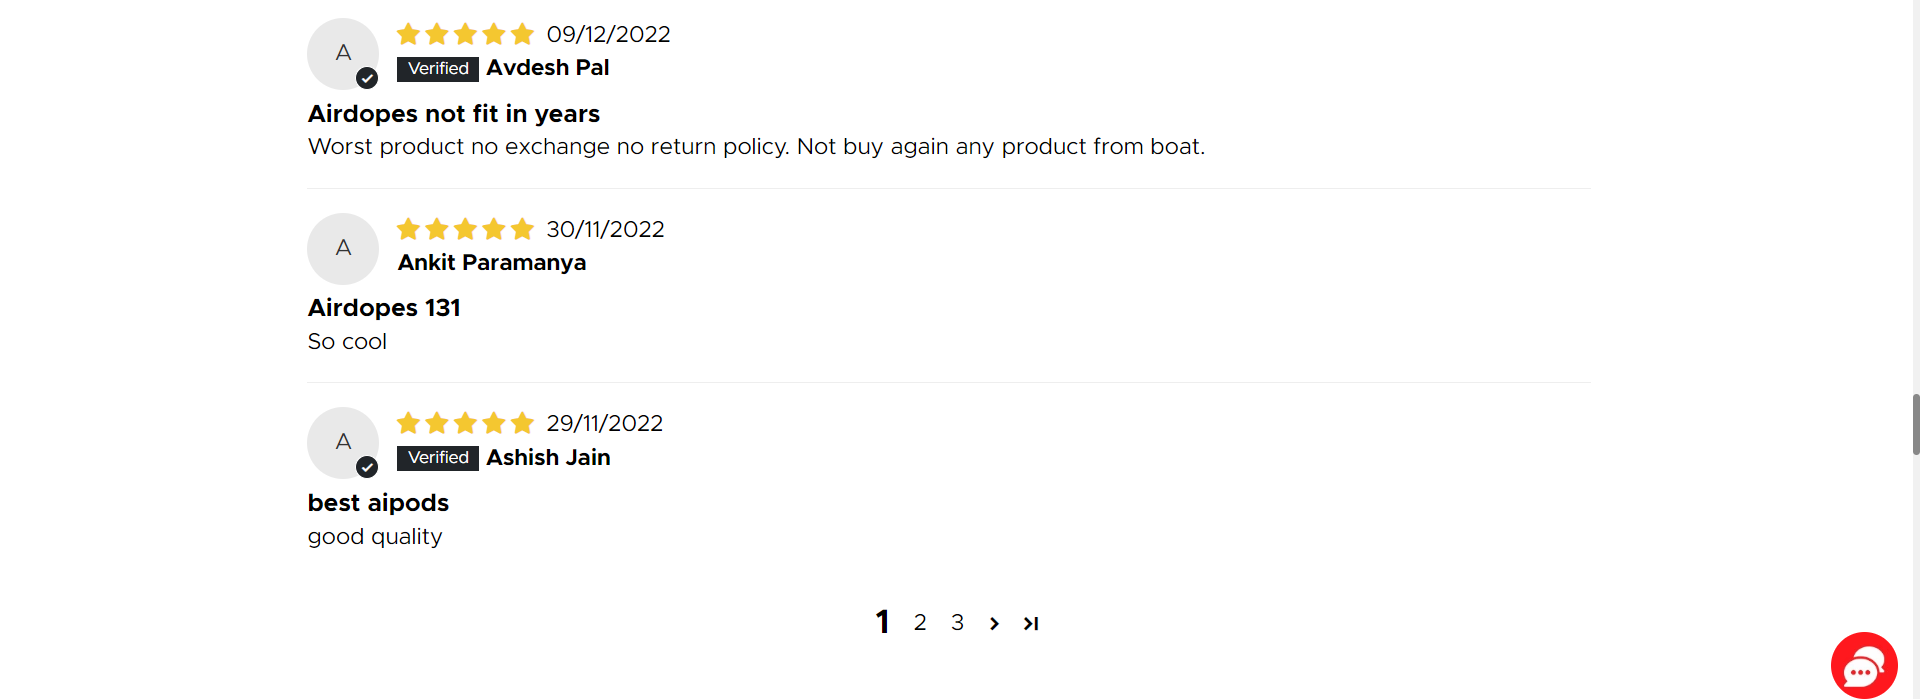 A
09/12/2022
Verified Avdesh Pal
Airdopes not fit in years
Worst product no exchange no return policy. Not buy again any product from boat.
A
30/11/2022
Ankit Paramanya
Airdopes 131
So cool
A
29/11/2022
Verified Ashish Jain
best aipods
good quality
1 2 3